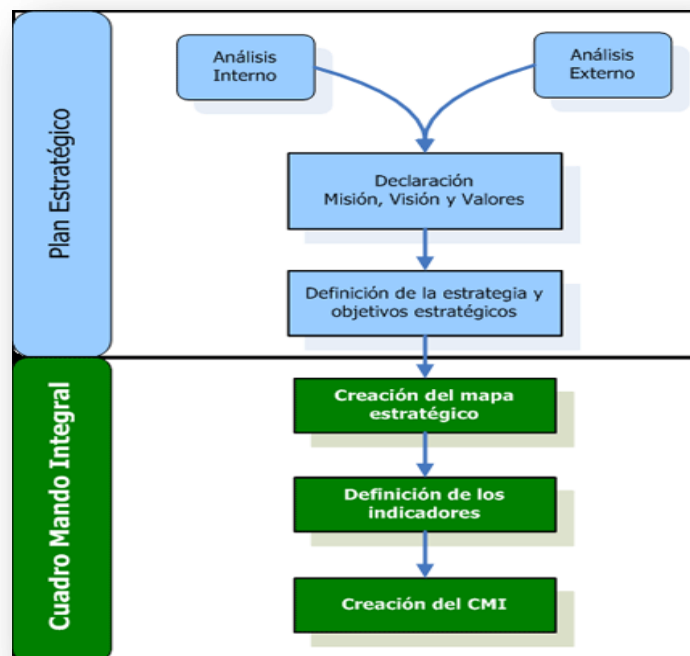 Plan Estratégico
Análisis
Interno
Análisis
Externo
Declaración
Misión, Visión y Valores
Definición de la estrategia y
objetivos estratégicos
Cuadro Mando Integral
Creación del mapa
estratégico
Definición de los
indicadores
Creación del CMI